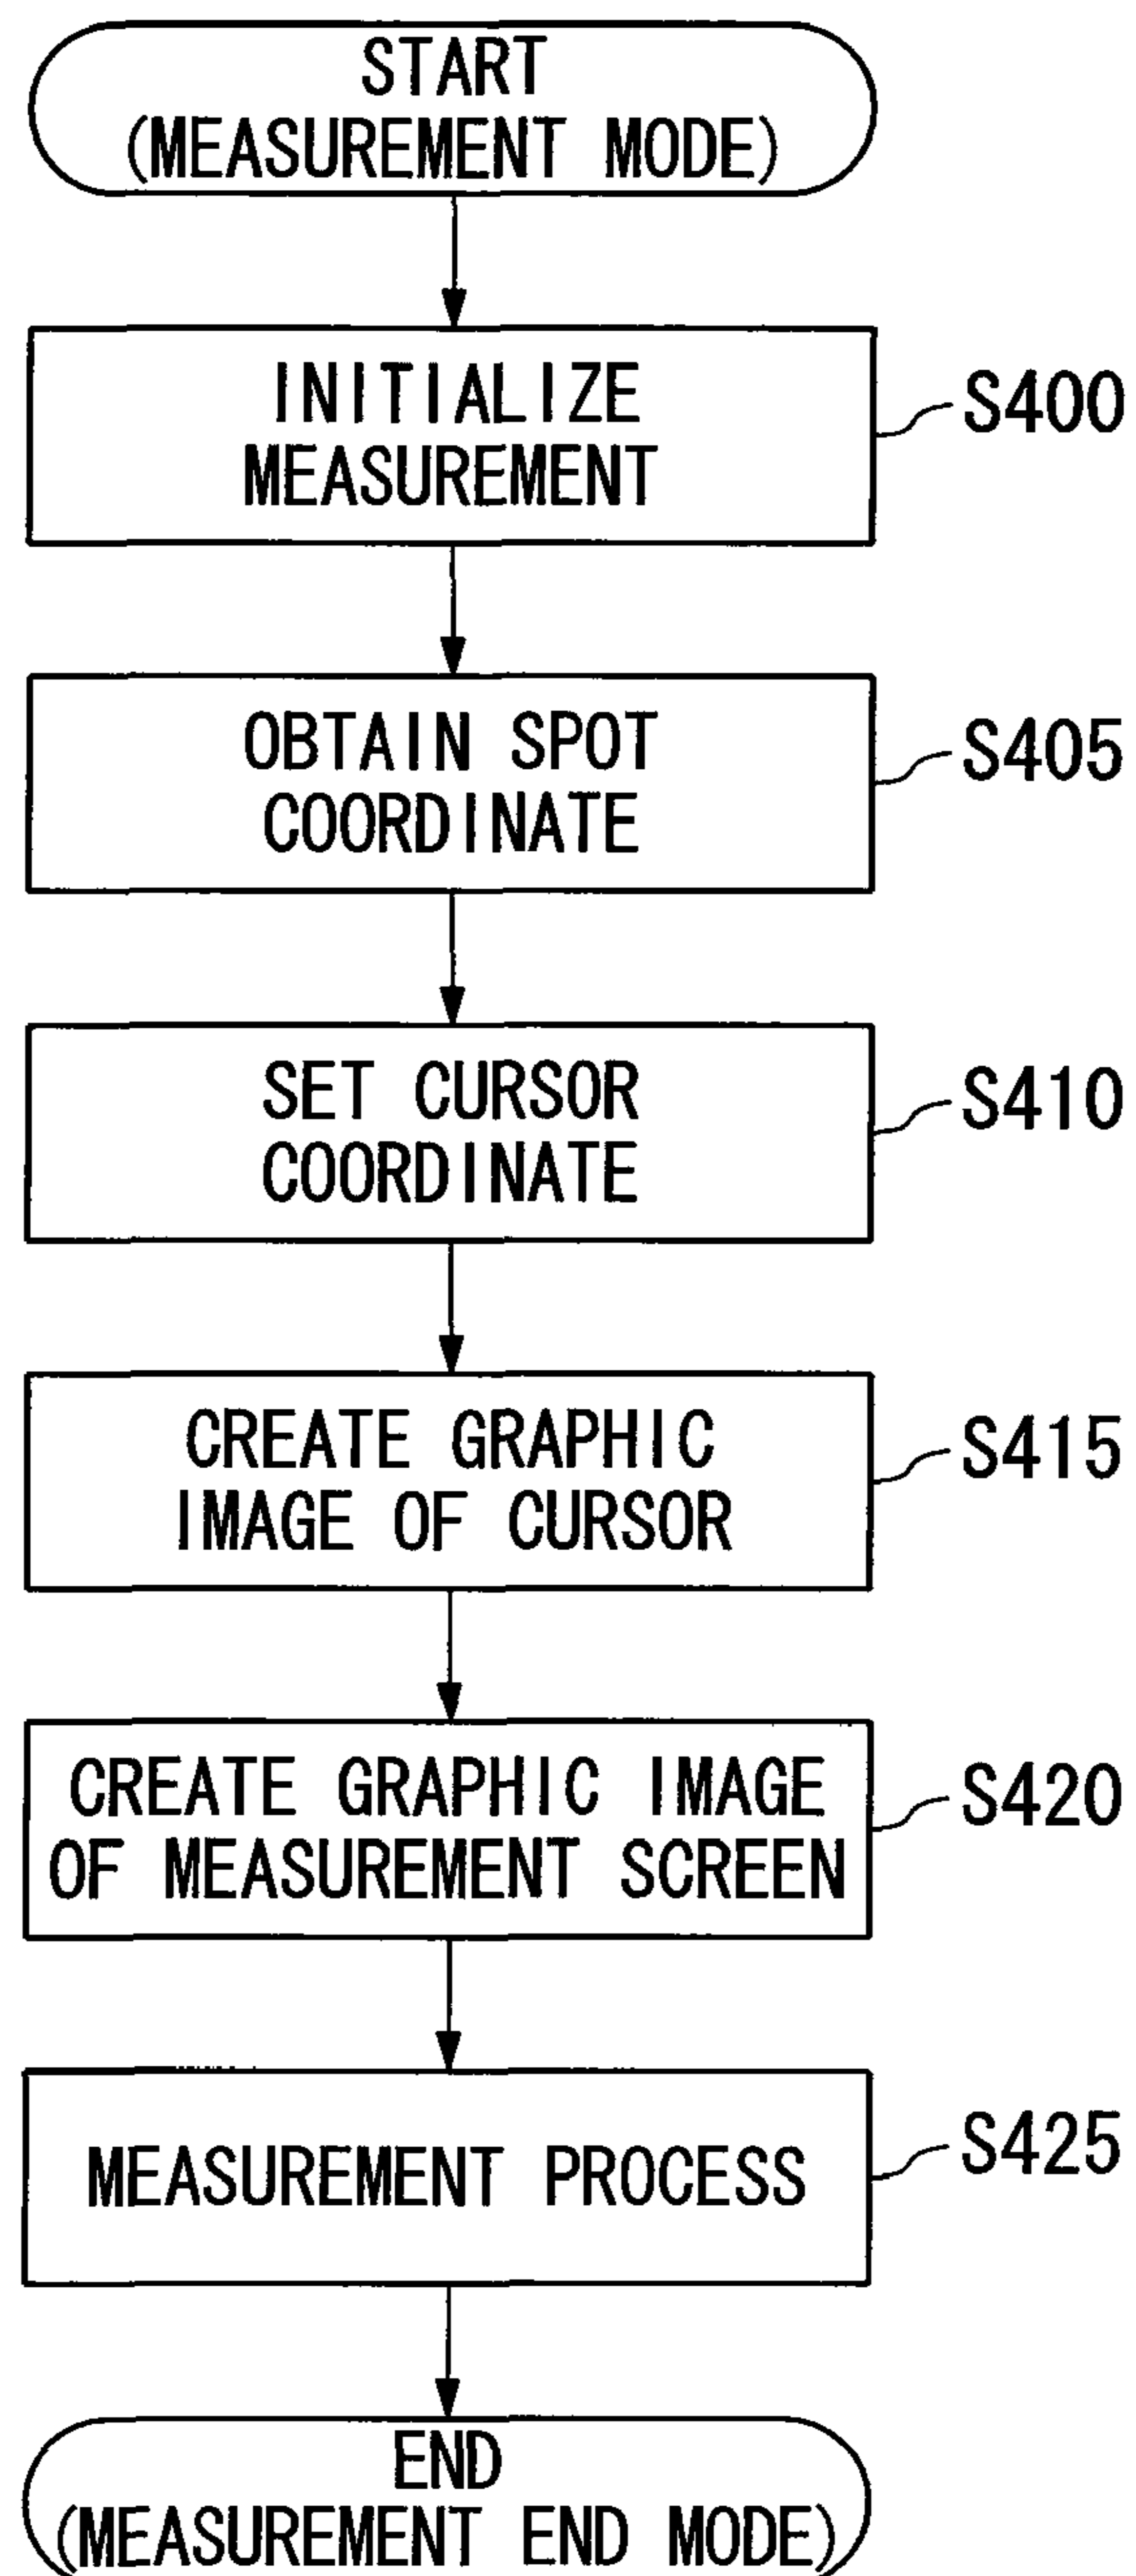 START
(MEASUREMENT MODE)
INITIALIZE
MEASUREMENT
S400
OBTAIN SPOT
COORDINATE
S405
SET CURSOR
COORDINATE
S410
CREATE GRAPHIC
IMAGE OF CURSOR
S415
CREATE GRAPHIC IMAGE
OF MEASUREMENT SCREEN
S420
MEASUREMENT PROCESS
S425
END
(MEASUREMENT END MODE)